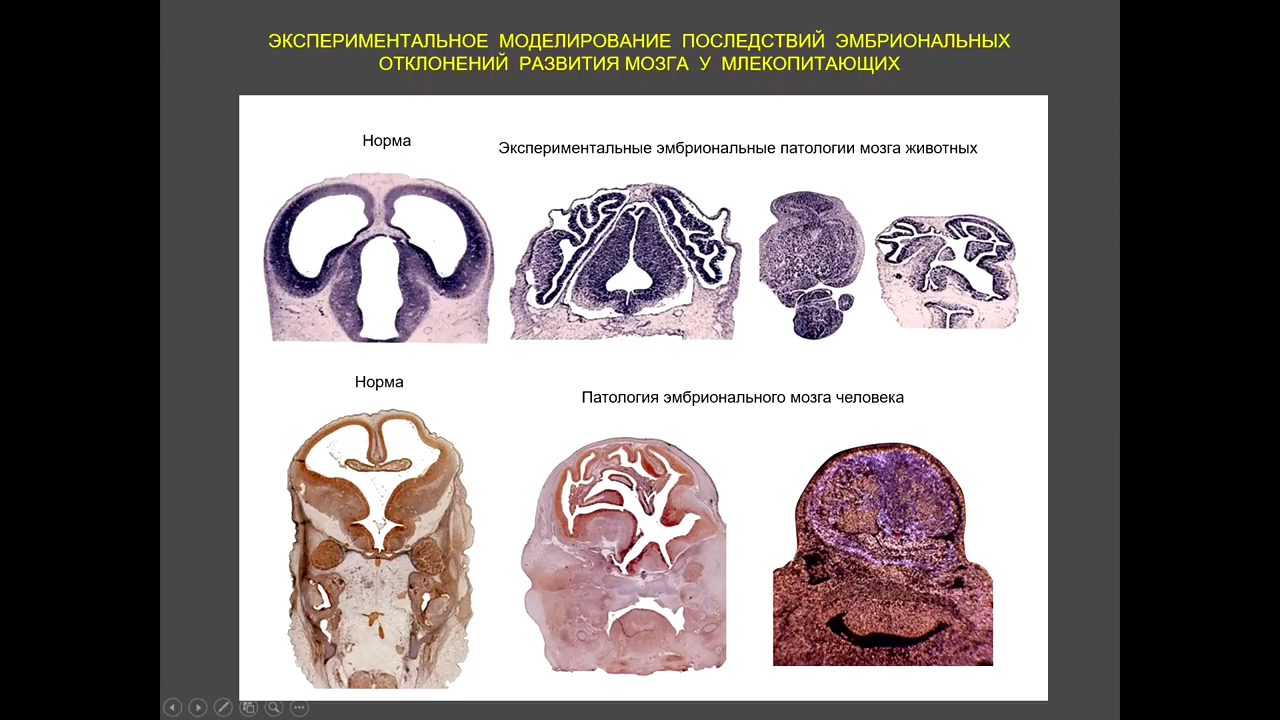 ЭКСПЕРИМЕНТАЛЬНОЕ МОДЕЛИРОВАНИЕ ПОСЛЕДСТВИЙ ЭМБРИОНАЛЬНЫХ
ОТКЛОНЕНИЙ РАЗВИТИЯ МОЗГА У МЛЕКОПИТАЮЩИХ
Норма
Экспериментальные эмбриональные патологии мозга животных
Норма
Патология эмбрионального мозга человека